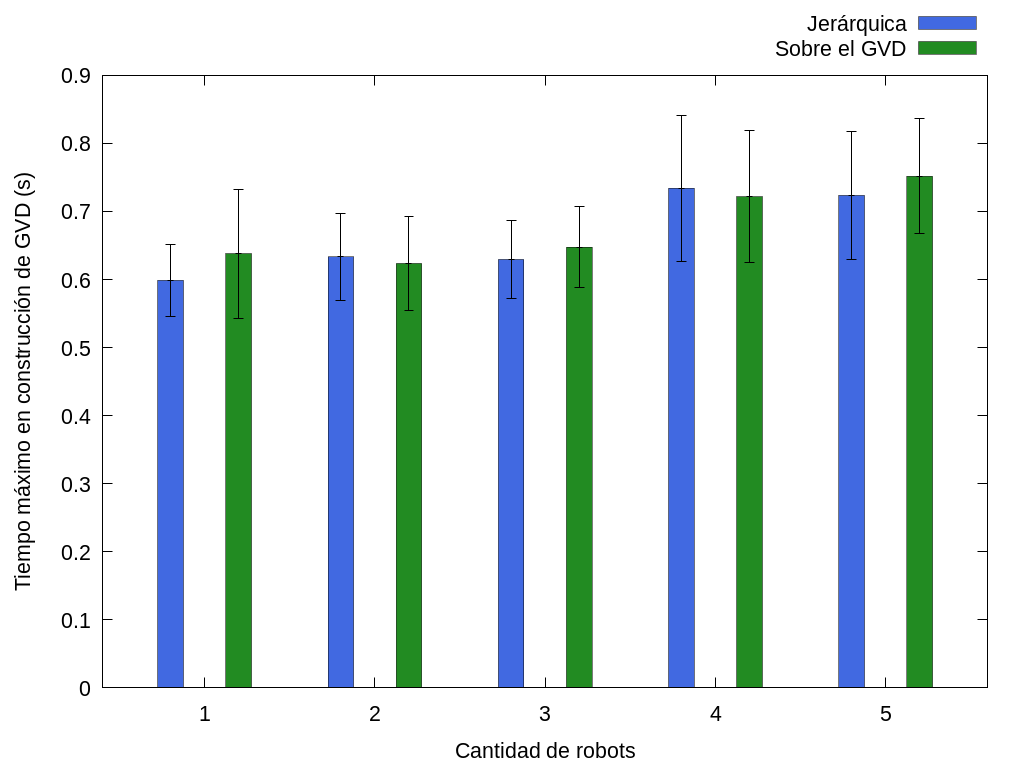 Jerárquica
Sobre el GVD
0.9
0.8
0.7
0.6
0.5
0.4
0.3
0.2
0.1
0
Tiempo máximo en construcción de GVD (s)
1 2 3 4 5
Cantidad de robots